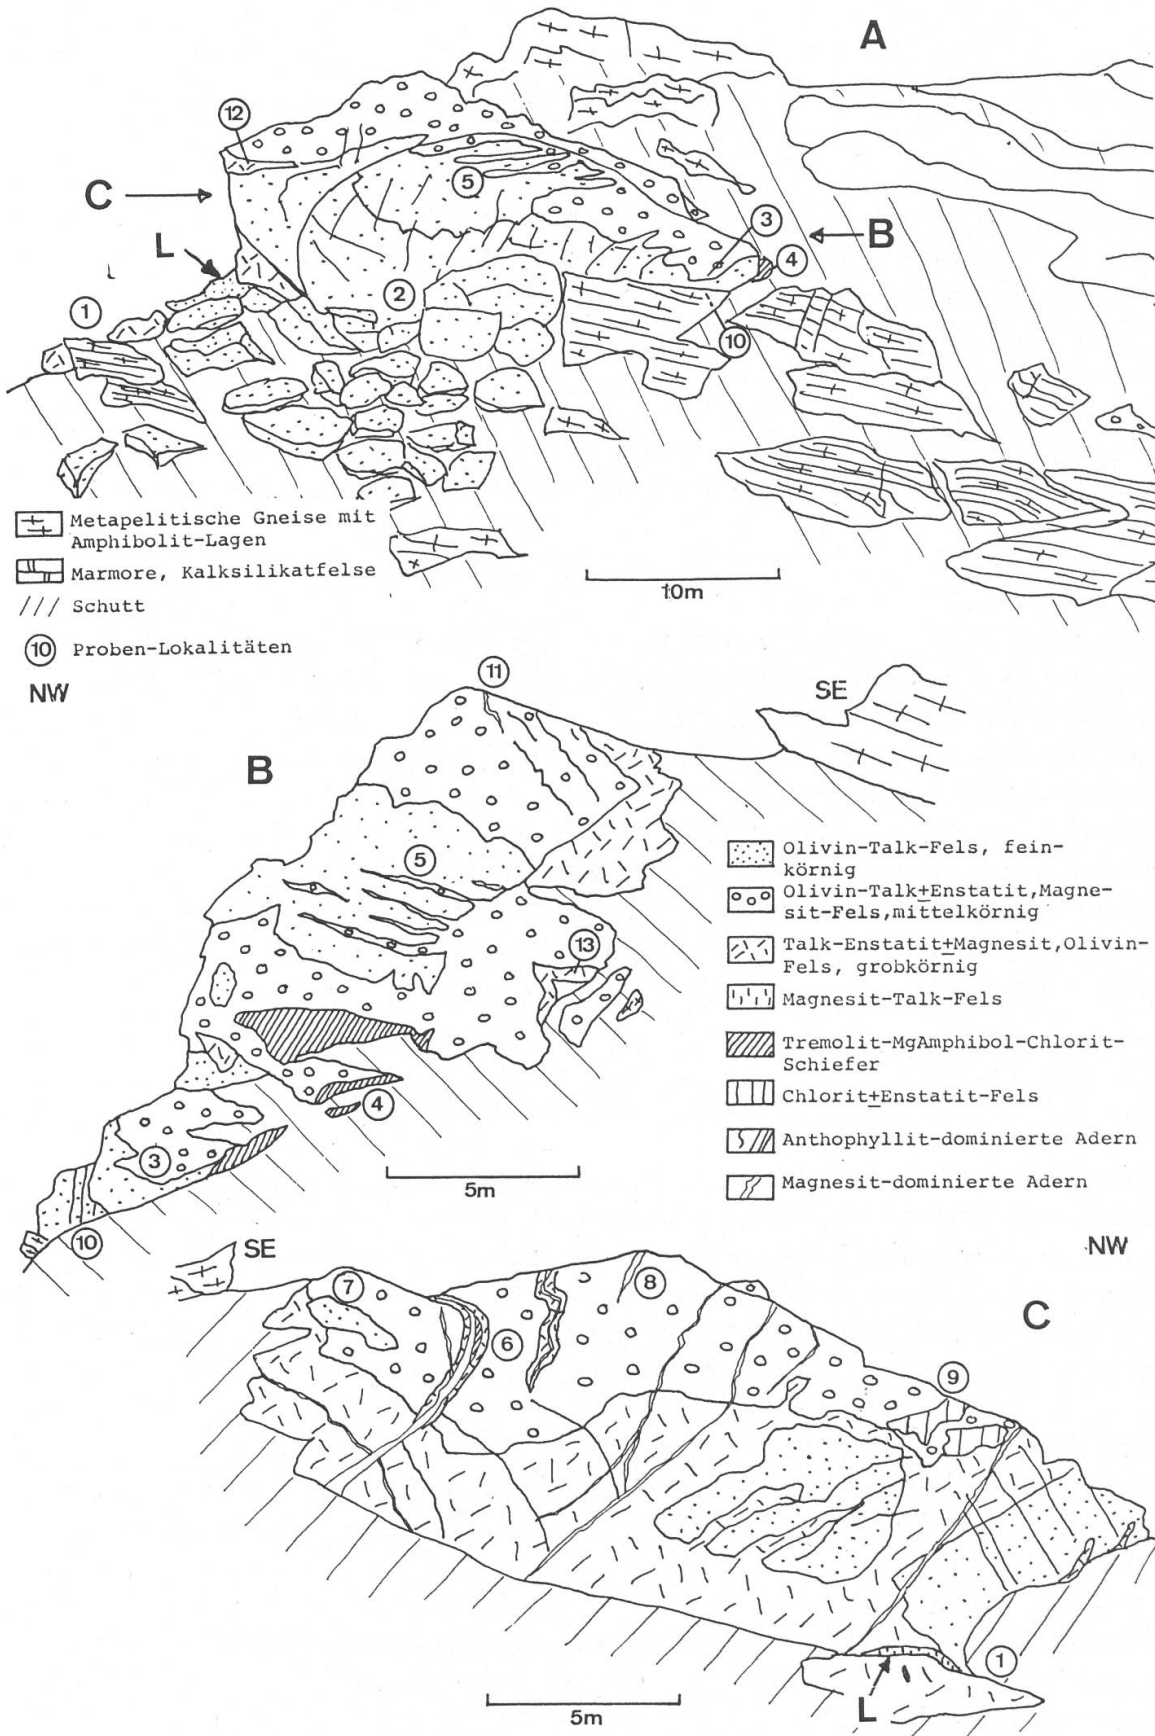 A
12
C
5
L
3
B
4
1
2
10
Metapelitische Gneise mit
Amphibolit-Lagen
Marmore, Kalksilikatfelse
Schutt
10 Proben-Lokalitäten
10m
NW
11
SE
B
5
13
4
3
10
5m
Olivin-Talk-Fels, fein-
körnig
Olivin-Talk±Enstatit,Magne-
sit-Fels,mittelkörnig
Talk-Enstatit±Magnesit,Olivin-
Fels, grobkörnig
Magnesit-Talk-Fels
Tremolit-MgAmphibol-Chlorit-
Schiefer
Chlorit±Enstatit-Fels
Anthophyllit-dominierte Adern
Magnesit-dominierte Adern
SE
NW
7
8
C
6
9
1
L
5m